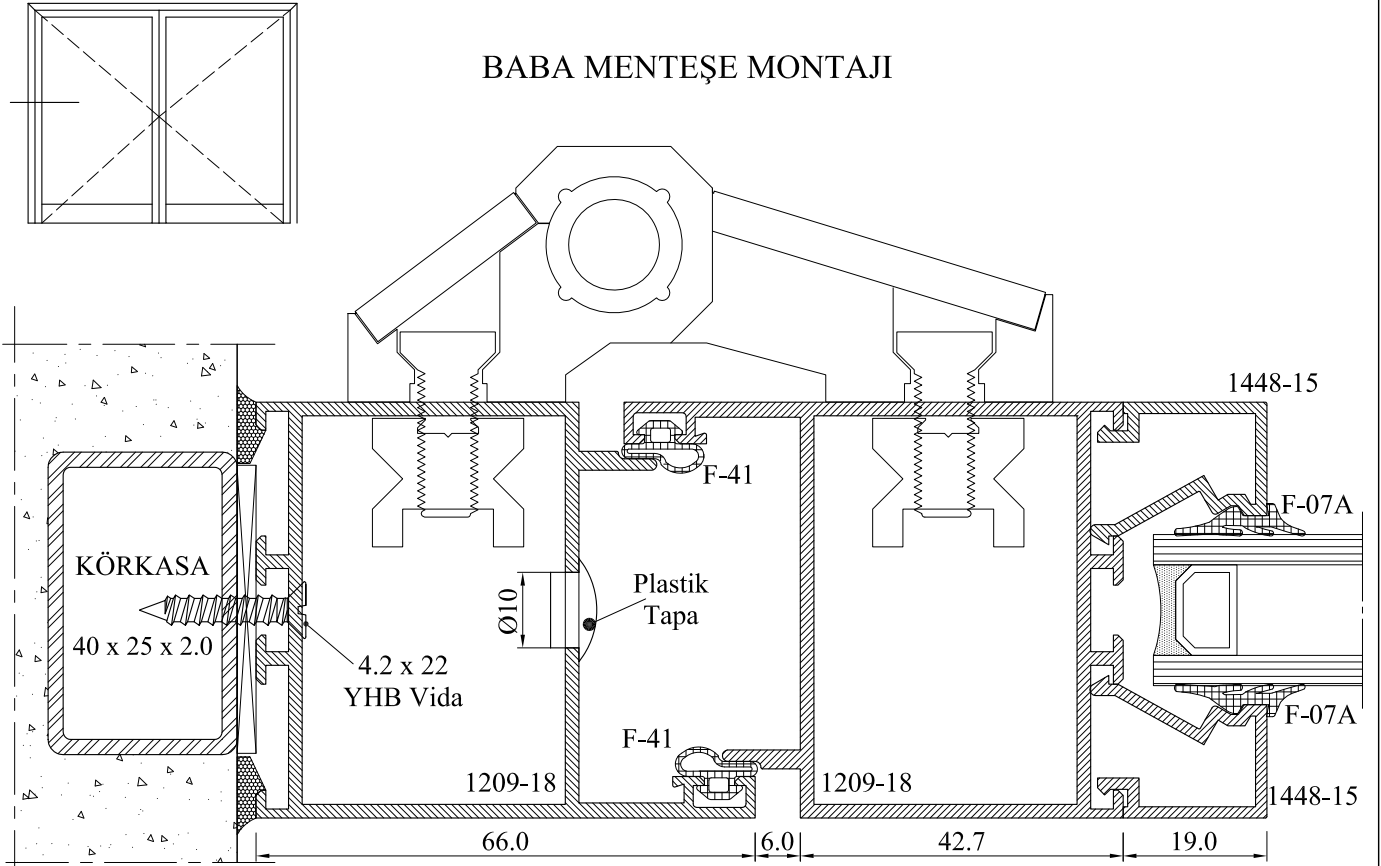 BABA MENTEŞE MONTAJI
1448-15
F-41
F-07A
KÖRKASA
40 x 25 x 2.0
Ø10
Plastik
Tapa
4.2 x 22
YHB Vida
F-07A
F-41
1209-18
1209-18
1448-15
66.0
6.0
42.7
19.0